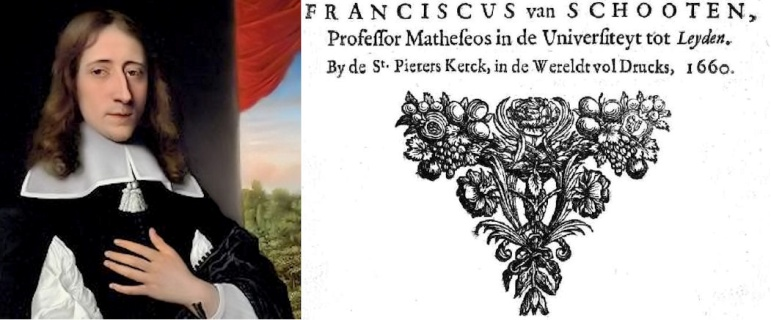 FRANCISCUS van SCHOOTEN,
Profeſſor Matheſeos in de Univerſiteyt tot Leyden.
By de St. Pieters Kerck, in de Wereldt vol Drucks, 1660.